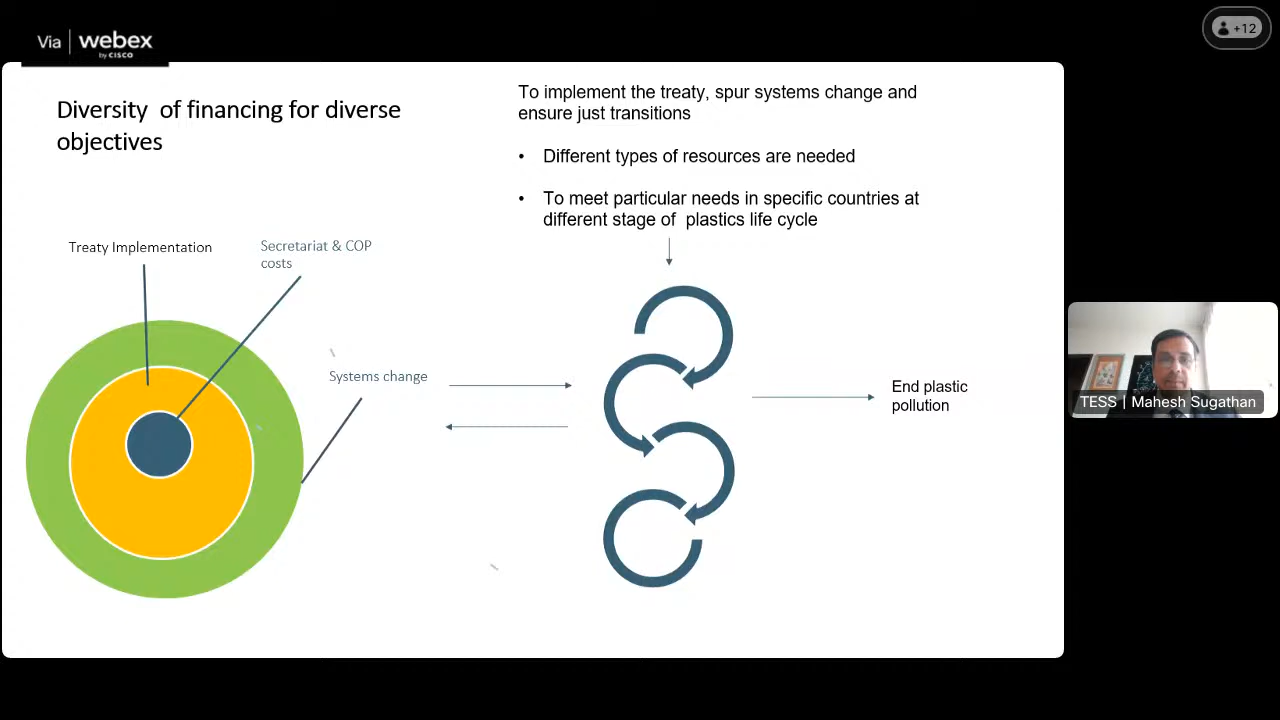 Via webex
by CISCO
+12
Diversity of financing for diverse
objectives
To implement the treaty, spur systems change and
ensure just transitions
• Different types of resources are needed
• To meet particular needs in specific countries at
different stage of plastics life cycle
Treaty Implementation
Secretariat & COP
costs
Systems change
End plastic
pollution
TESS | Mahesh Sugathan